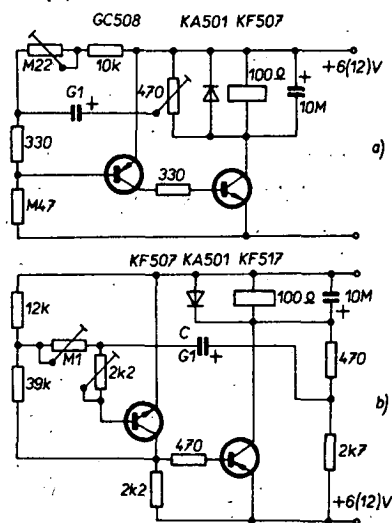 GC508 KA501 KF507
M22
10k
+6(12)V
G1
+
470
100Ω
+
10M
a)
330
330
M47
KF507 KA501 KF517
12k
100Ω
10M
+
M1
C
G1
+
2k2
470
39k
b)
470
2k7
2k2
+6(12)V